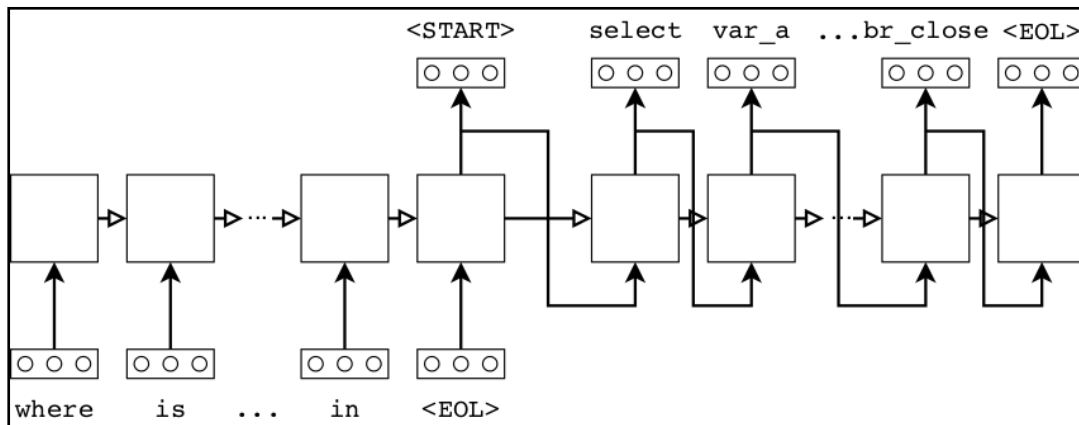 <START> select var_a ...br_close <EOL>
... ...
where is ... in <EOL>